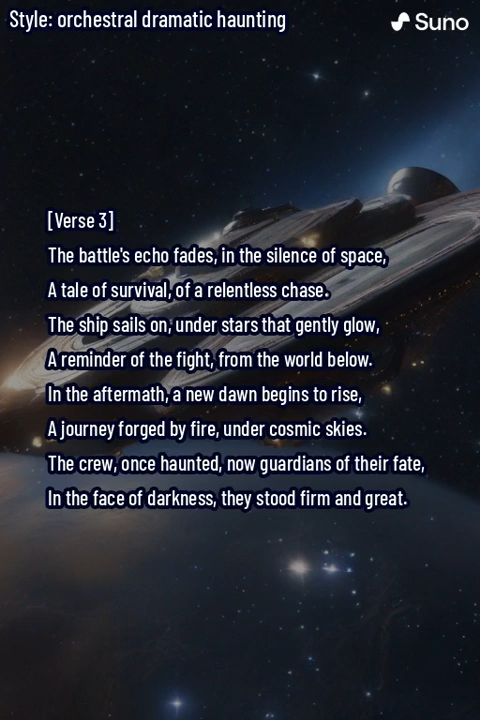 Style: orchestral dramatic haunting
Suno
[Verse 3]
The battle's echo fades, in the silence of space,
A tale of survival, of a relentless chase.
The ship sails on, under stars that gently glow,
A reminder of the fight, from the world below.
In the aftermath, a new dawn begins to rise,
A journey forged by fire, under cosmic skies.
The crew, once haunted, now guardians of their fate,
In the face of darkness, they stood firm and great.